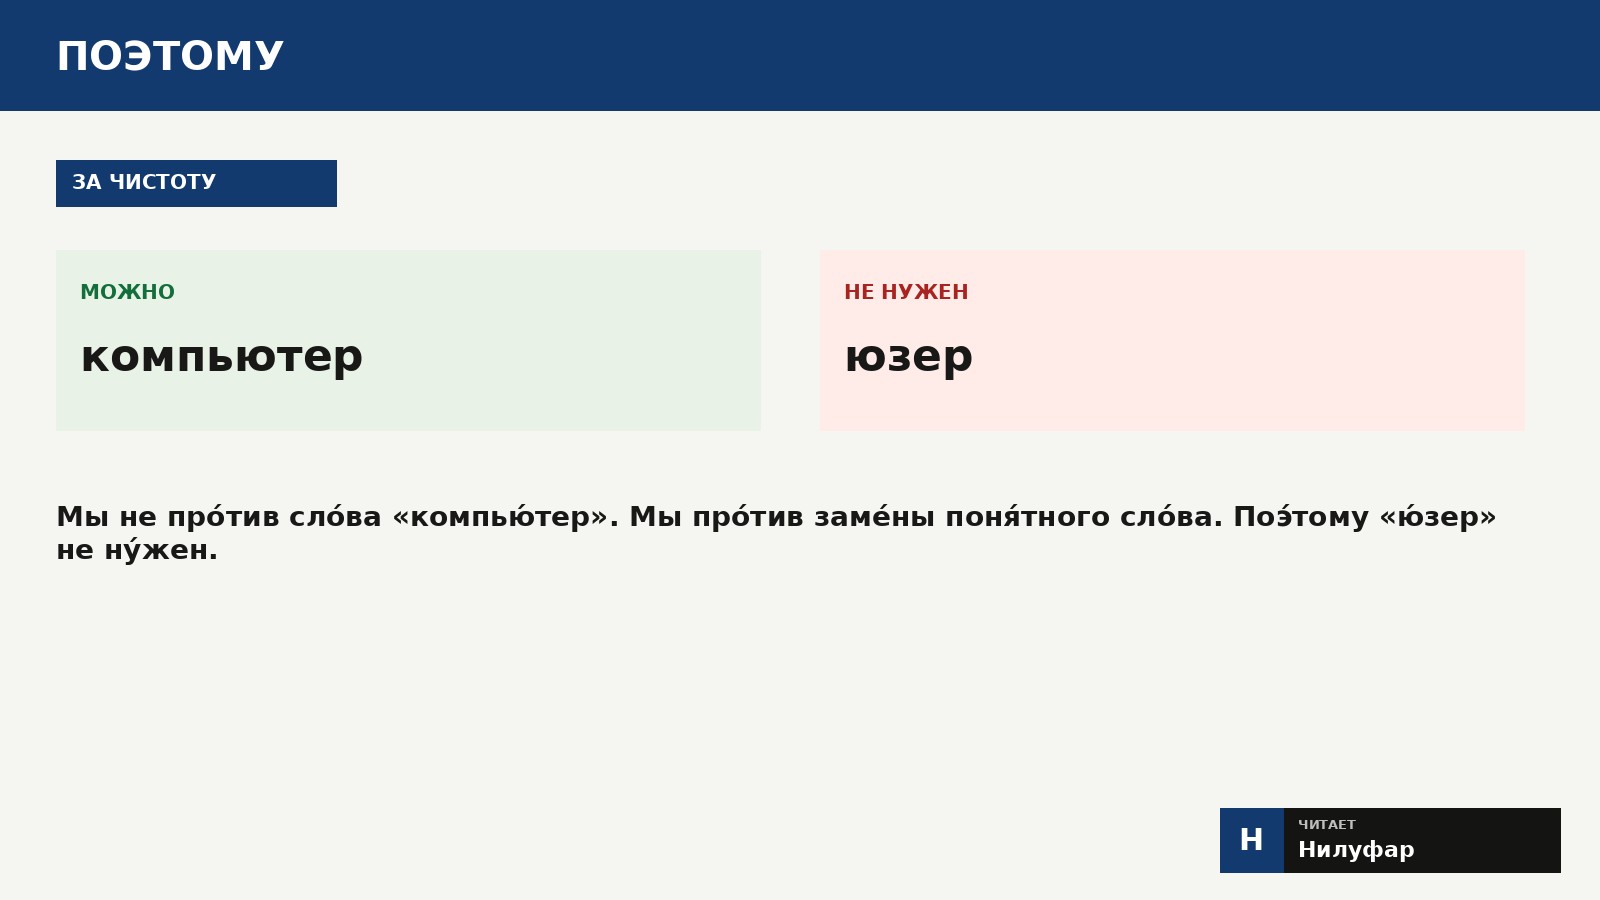 ПОЭТОМУ
ЗА ЧИСТОТУ
МОЖНО
компьютер
НЕ НУЖЕН
юзер
Мы не про́тив сло́ва «компью́тер». Мы про́тив заме́ны поня́тного сло́ва. Поэ́тому «ю́зер»
не ну́жен.
Н
ЧИТАЕТ
Нилуфар